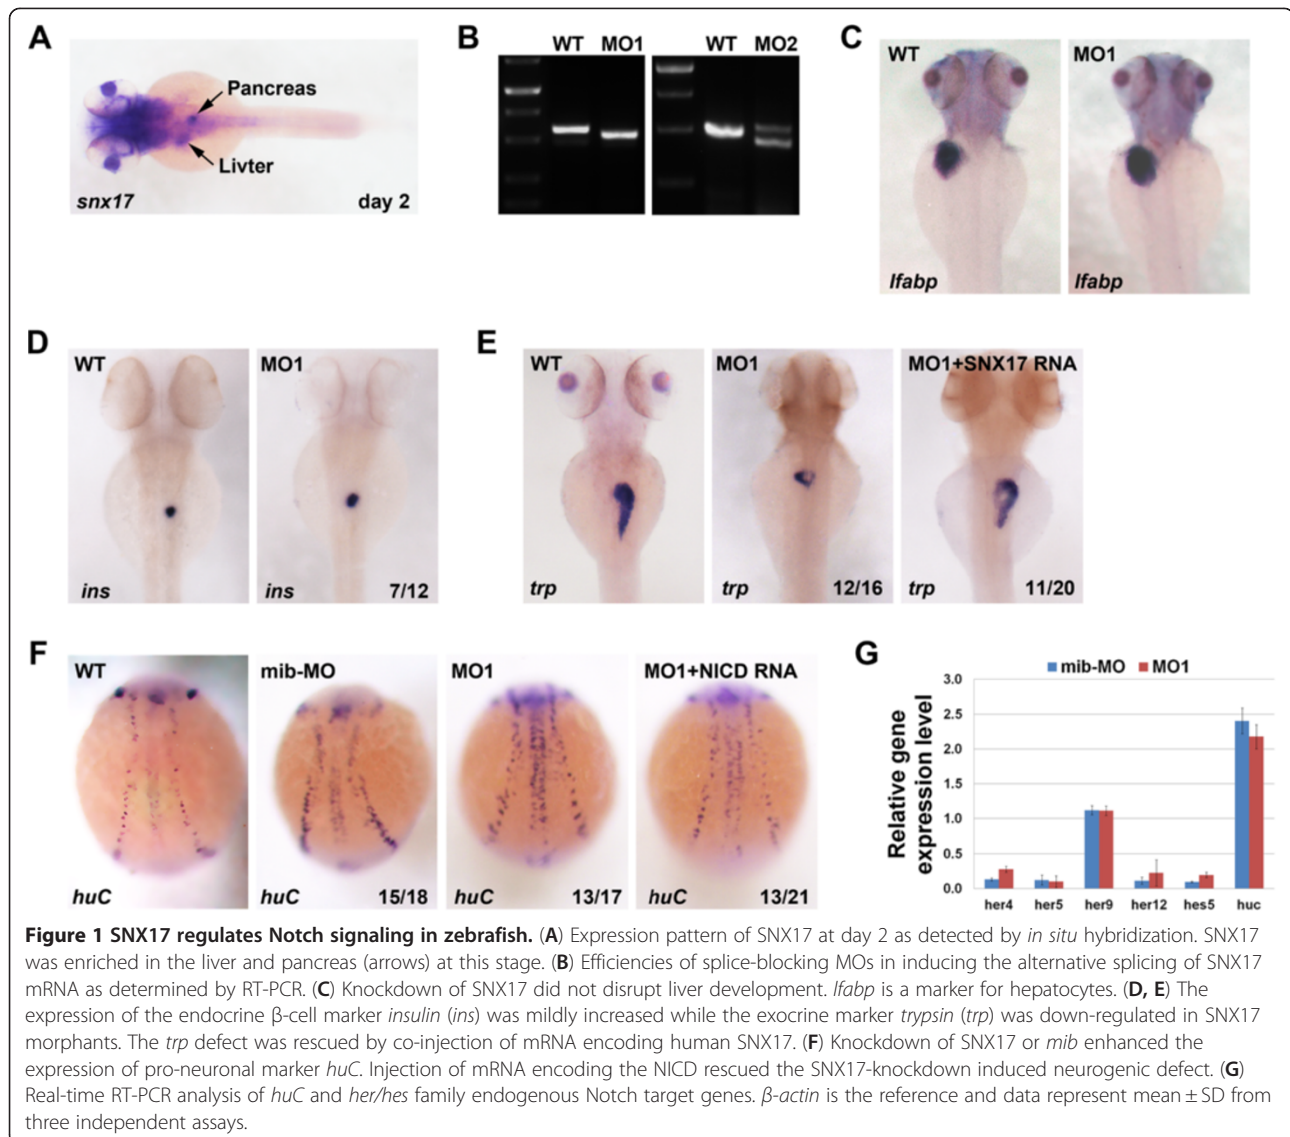 A
Pancreas
Livter
snx17
day 2
B
WT MO1
WT MO2
C
WT
lfabp
MO1
lfabp
D
WT
ins
MO1
7/12
E
WT
trp
MO1
trp
12/16
MO1+SNX17 RNA
trp
11/20
F
WT
huC
mib-MO
huC
15/18
MO1
huC
13/17
MO1+NICD RNA
huC
13/21
G
mib-MO MO1
Relative gene
expression level
3.0
2.5
2.0
1.5
1.0
0.5
0.0
her4 her5 her9 her12 hes5 huc
Figure 1 SNX17 regulates Notch signaling in zebrafish. (A) Expression pattern of SNX17 at day 2 as detected by in situ hybridization. SNX17
was enriched in the liver and pancreas (arrows) at this stage. (B) Efficiencies of splice-blocking MOs in inducing the alternative splicing of SNX17
mRNA as determined by RT-PCR. (C) Knockdown of SNX17 did not disrupt liver development. lfabp is a marker for hepatocytes. (D, E) The
expression of the endocrine β-cell marker insulin (ins) was mildly increased while the exocrine marker trypsin (trp) was down-regulated in SNX17
morphants. The trp defect was rescued by co-injection of mRNA encoding human SNX17. (F) Knockdown of SNX17 or mib enhanced the
expression of pro-neuronal marker huC. Injection of mRNA encoding the NICD rescued the SNX17-knockdown induced neurogenic defect. (G)
Real-time RT-PCR analysis of huC and her/hes family endogenous Notch target genes. β-actin is the reference and data represent mean ± SD from
three independent assays.